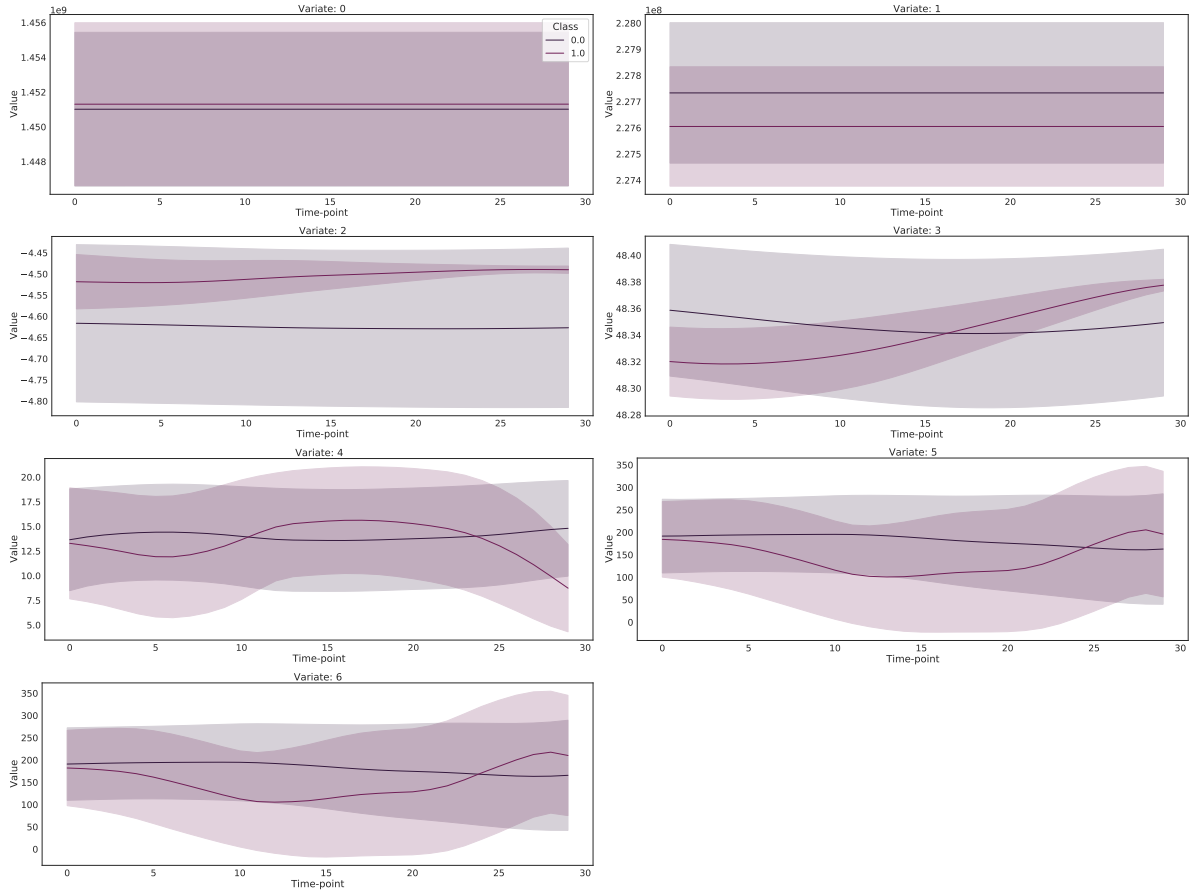 Variate: 0
1e9
1.456
1.454
1.452
1.450
1.448
Value
0 5 10 15 20 25 30
Time-point
Class
0.0
1.0
Variate: 1
1e8
2.280
2.279
2.278
2.277
2.276
2.275
2.274
Value
0 5 10 15 20 25 30
Time-point
Variate: 2
−4.45
−4.50
−4.55
−4.60
−4.65
−4.70
−4.75
−4.80
Value
0 5 10 15 20 25 30
Time-point
Variate: 3
48.40
48.38
48.36
48.34
48.32
48.30
48.28
Value
0 5 10 15 20 25 30
Time-point
Variate: 4
20.0
17.5
15.0
12.5
10.0
7.5
5.0
Value
0 5 10 15 20 25 30
Time-point
Variate: 5
350
300
250
200
150
100
50
0
Value
0 5 10 15 20 25 30
Time-point
Variate: 6
350
300
250
200
150
100
50
0
Value
0 5 10 15 20 25 30
Time-point